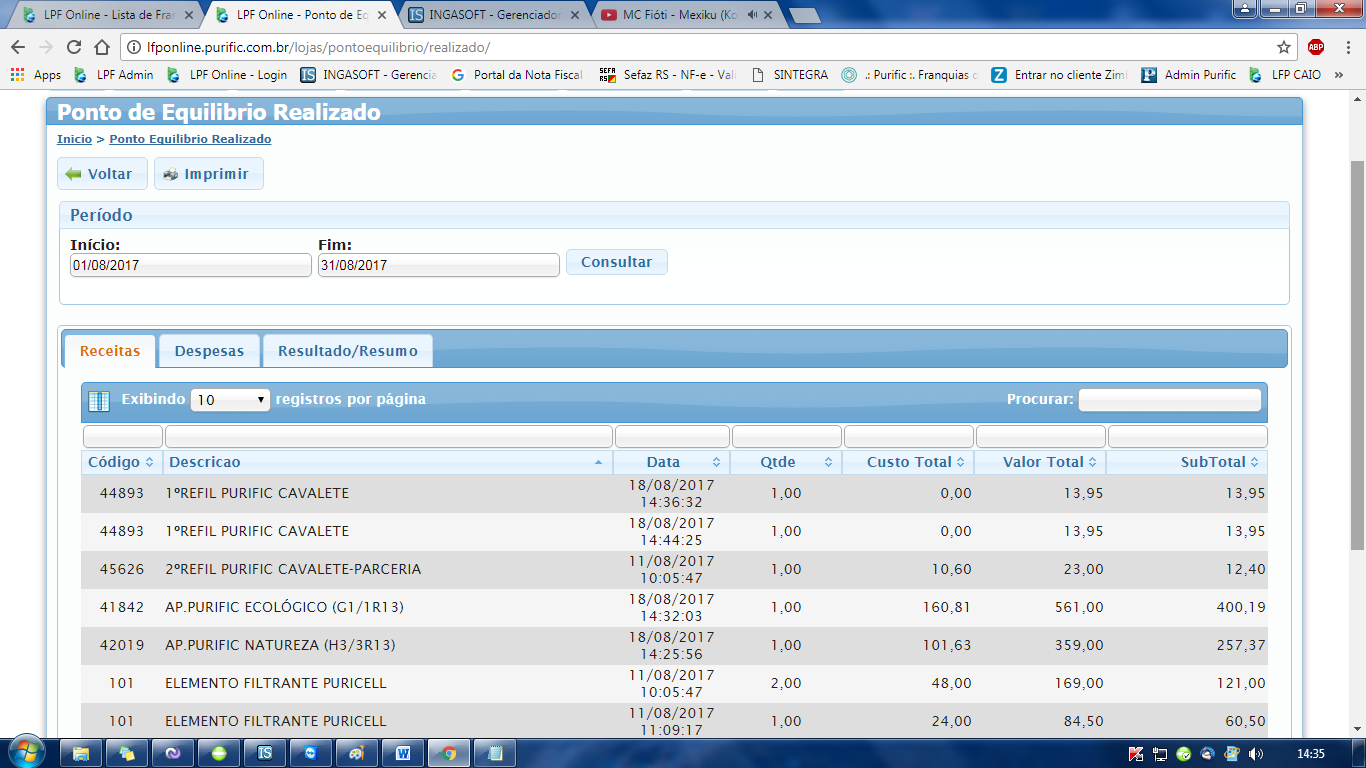 LPF Online - Lista de Fran
LPF Online - Ponto de Eq
INGASOFT - Gerenciador
MC Fióti - Mexiku (Ko
lfponline.purific.com.br/lojas/pontoequilibrio/realizado/
ABP
Apps
LPF Admin
LPF Online - Login
IS INGASOFT - Gerencia
G Portal da Nota Fiscal
Sefaz RS - NF-e - Vali
SINTEGRA
.: Purific :. Franquias
Z Entrar no cliente Zim
P Admin Purific
LFP CAIO
»
Ponto de Equilibrio Realizado
Inicio > Ponto Equilibrio Realizado
Voltar Imprimir
Período
Início: Fim:
01/08/2017 31/08/2017 Consultar
Receitas Despesas Resultado/Resumo
Exibindo 10 registros por página Procurar:
Código Descricao Data Qtde Custo Total Valor Total SubTotal
44893 1ºREFIL PURIFIC CAVALETE 18/08/2017 14:36:32 1,00 0,00 13,95 13,95
44893 1ºREFIL PURIFIC CAVALETE 18/08/2017 14:44:25 1,00 0,00 13,95 13,95
45626 2ºREFIL PURIFIC CAVALETE-PARCERIA 11/08/2017 10:05:47 1,00 10,60 23,00 12,40
41842 AP.PURIFIC ECOLÓGICO (G1/1R13) 18/08/2017 14:32:03 1,00 160,81 561,00 400,19
42019 AP.PURIFIC NATUREZA (H3/3R13) 18/08/2017 14:25:56 1,00 101,63 359,00 257,37
101 ELEMENTO FILTRANTE PURICELL 11/08/2017 10:05:47 2,00 48,00 169,00 121,00
101 ELEMENTO FILTRANTE PURICELL 11/08/2017 11:09:17 1,00 24,00 84,50 60,50
14:35